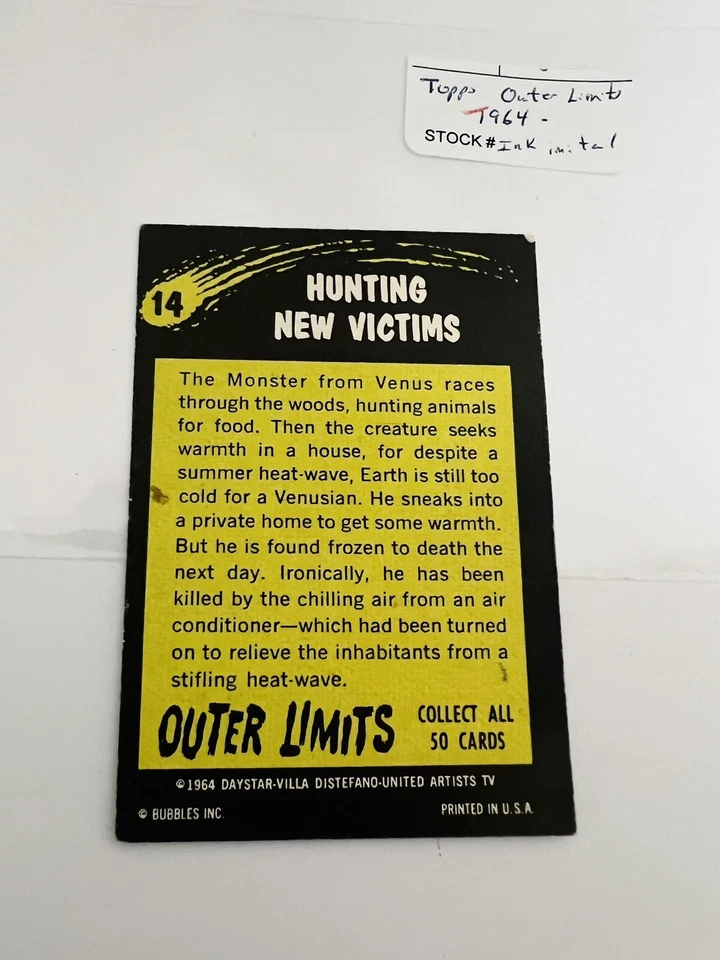 Topps Outer Limits
1964 -
STOCK # Ink
14
HUNTING
NEW VICTIMS
The Monster from Venus races
through the woods, hunting animals
for food. Then the creature seeks
warmth in a house, for despite a
summer heat-wave, Earth is still too
cold for a Venusian. He sneaks into
a private home to get some warmth.
But he is found frozen to death the
next day. Ironically, he has been
killed by the chilling air from an air
conditioner—which had been turned
on to relieve the inhabitants from a
stifling heat-wave.
OUTER LIMITS
COLLECT ALL
50 CARDS
©1964 DAYSTAR-VILLA DISTEFANO-UNITED ARTISTS TV
© BUBBLES INC.
PRINTED IN U.S.A.